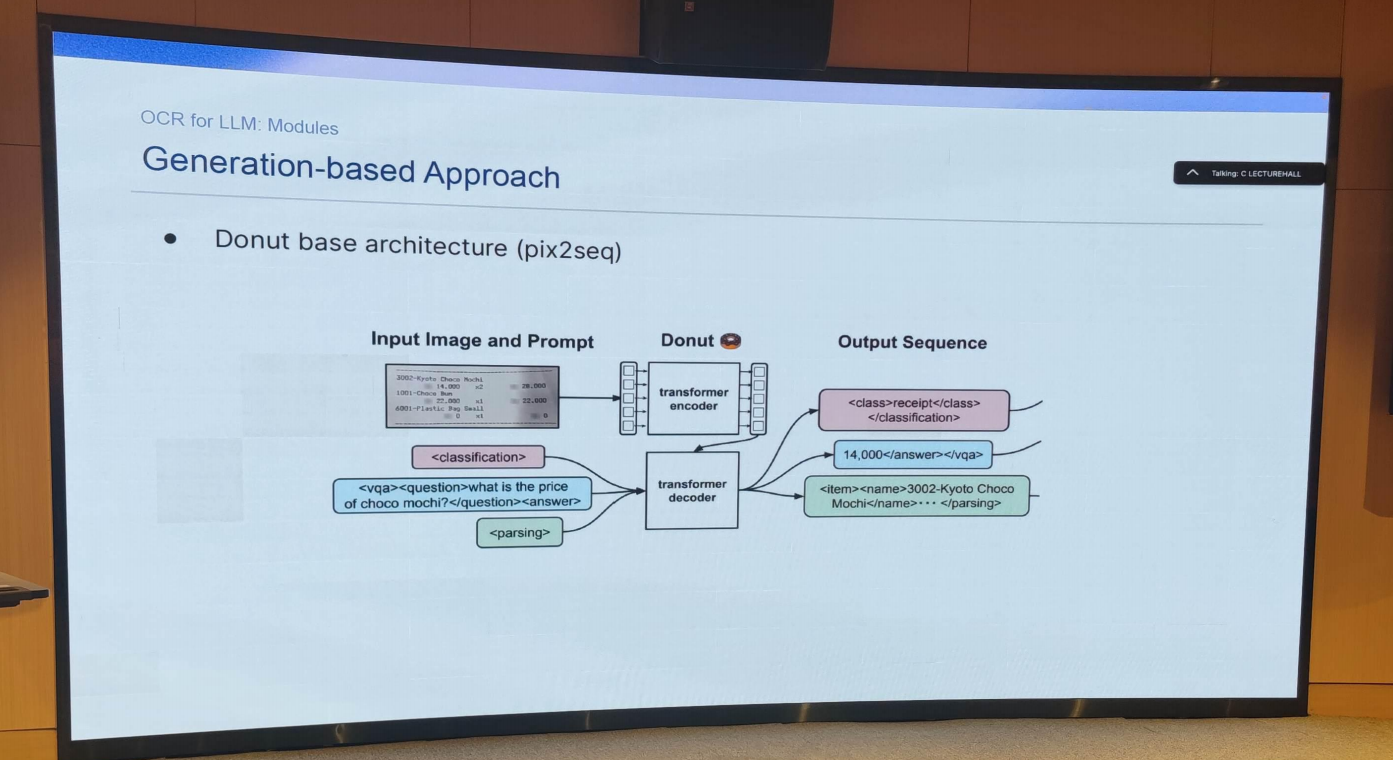 OCR for LLM: Modules
Generation-based Approach
Talking: C LECTUREHALL
● Donut base architecture (pix2seq)
Input Image and Prompt
Donut 🍩
Output Sequence
3002-Kyoto Choco Mochi
14.000 x2 28.000
1001-Choco Bun
22.000 x1 22.000
6001-Plastic Bag Small
0 x1 0
transformer
encoder
<classification>
<vqa><question>what is the price
of choco mochi?</question><answer>
<parsing>
transformer
decoder
<class>receipt</class>
</classification>
14,000</answer></vqa>
<item><name>3002-Kyoto Choco
Mochi</name>··· </parsing>